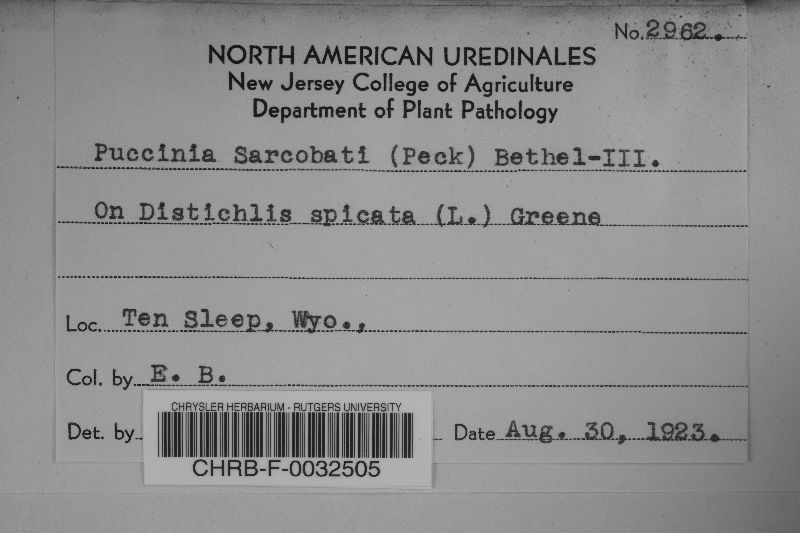 No. 2962.
NORTH AMERICAN UREDINALES
New Jersey College of Agriculture
Department of Plant Pathology
Puccinia Sarcobati (Peck) Bethel-III.
On Distichlis spicata (L.) Greene
Loc. Ten Sleep, Wyo.,
Col. by E. B.
Det. by
Date Aug. 30, 1923.
CHRYSLER HERBARIUM - RUTGERS UNIVERSITY
CHRB-F-0032505